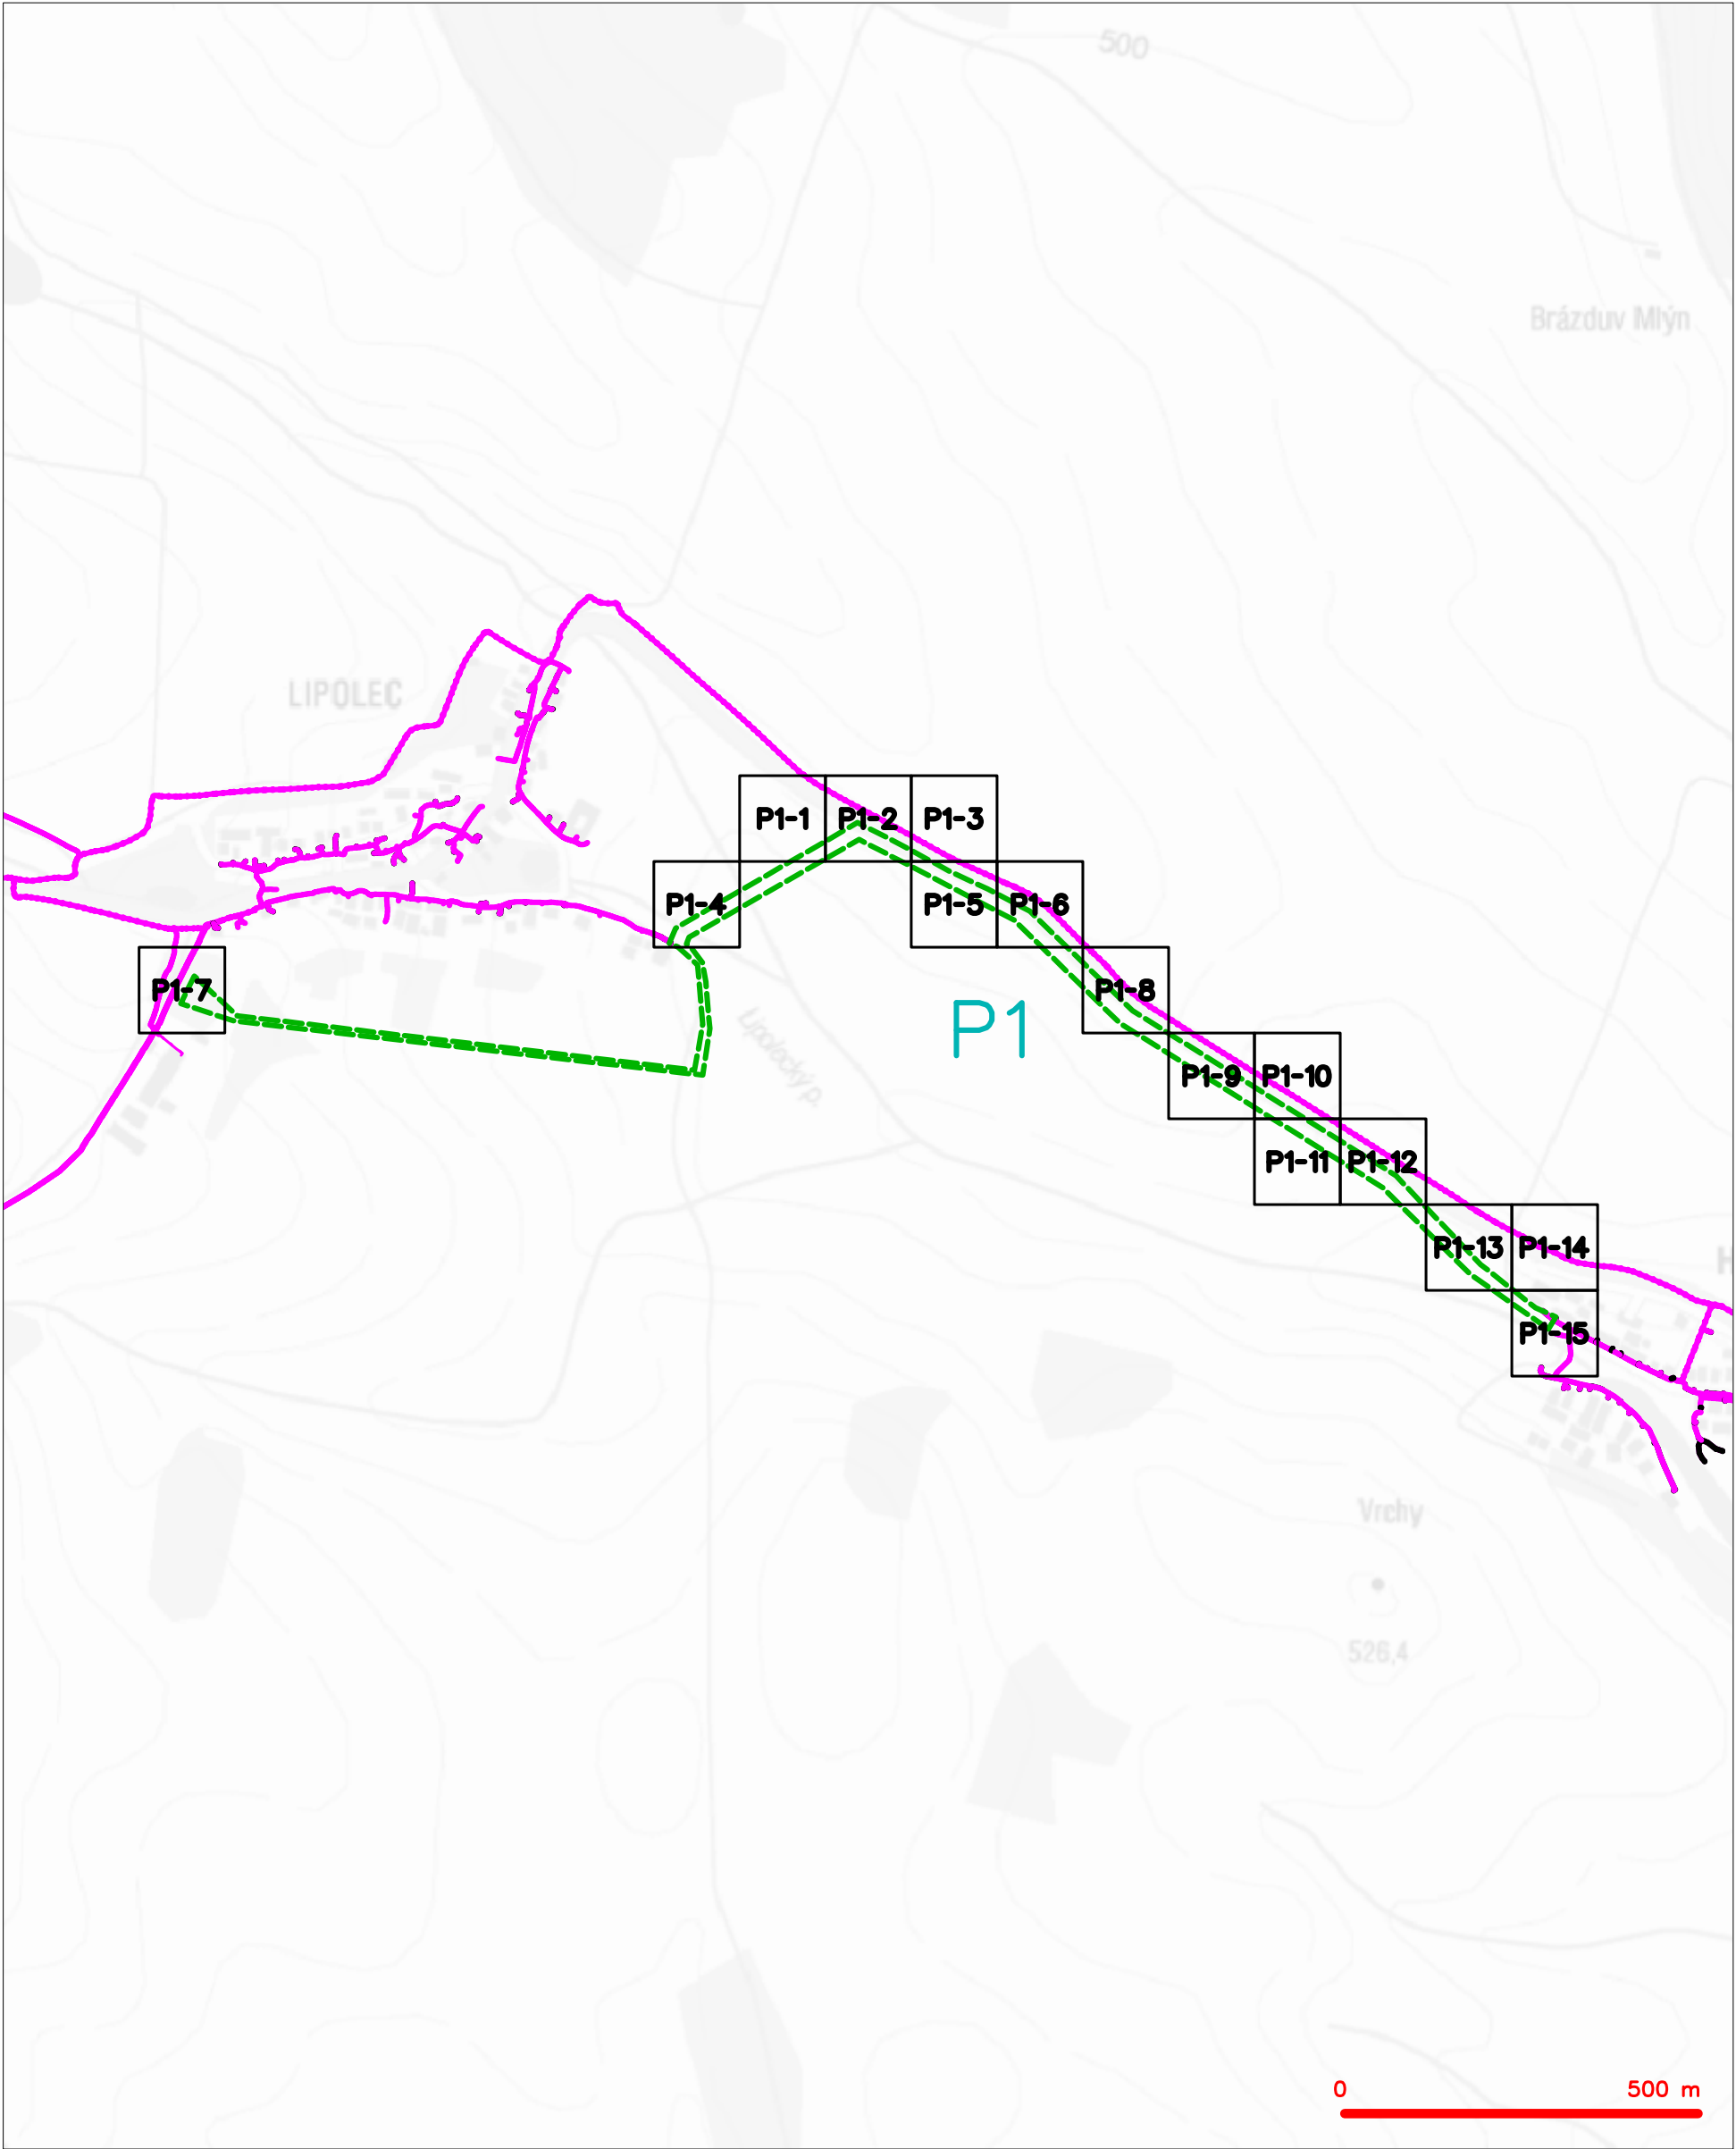 500
Brázduv Mlýn
LIPOLEC
P1-1
P1-2
P1-3
P1-4
P1-5
P1-6
P1-7
P1-8
Lipolecký p.
P1
P1-9
P1-10
P1-11
P1-12
P1-13
P1-14
H
P1-15
Vrchy
526,4
0
500 m